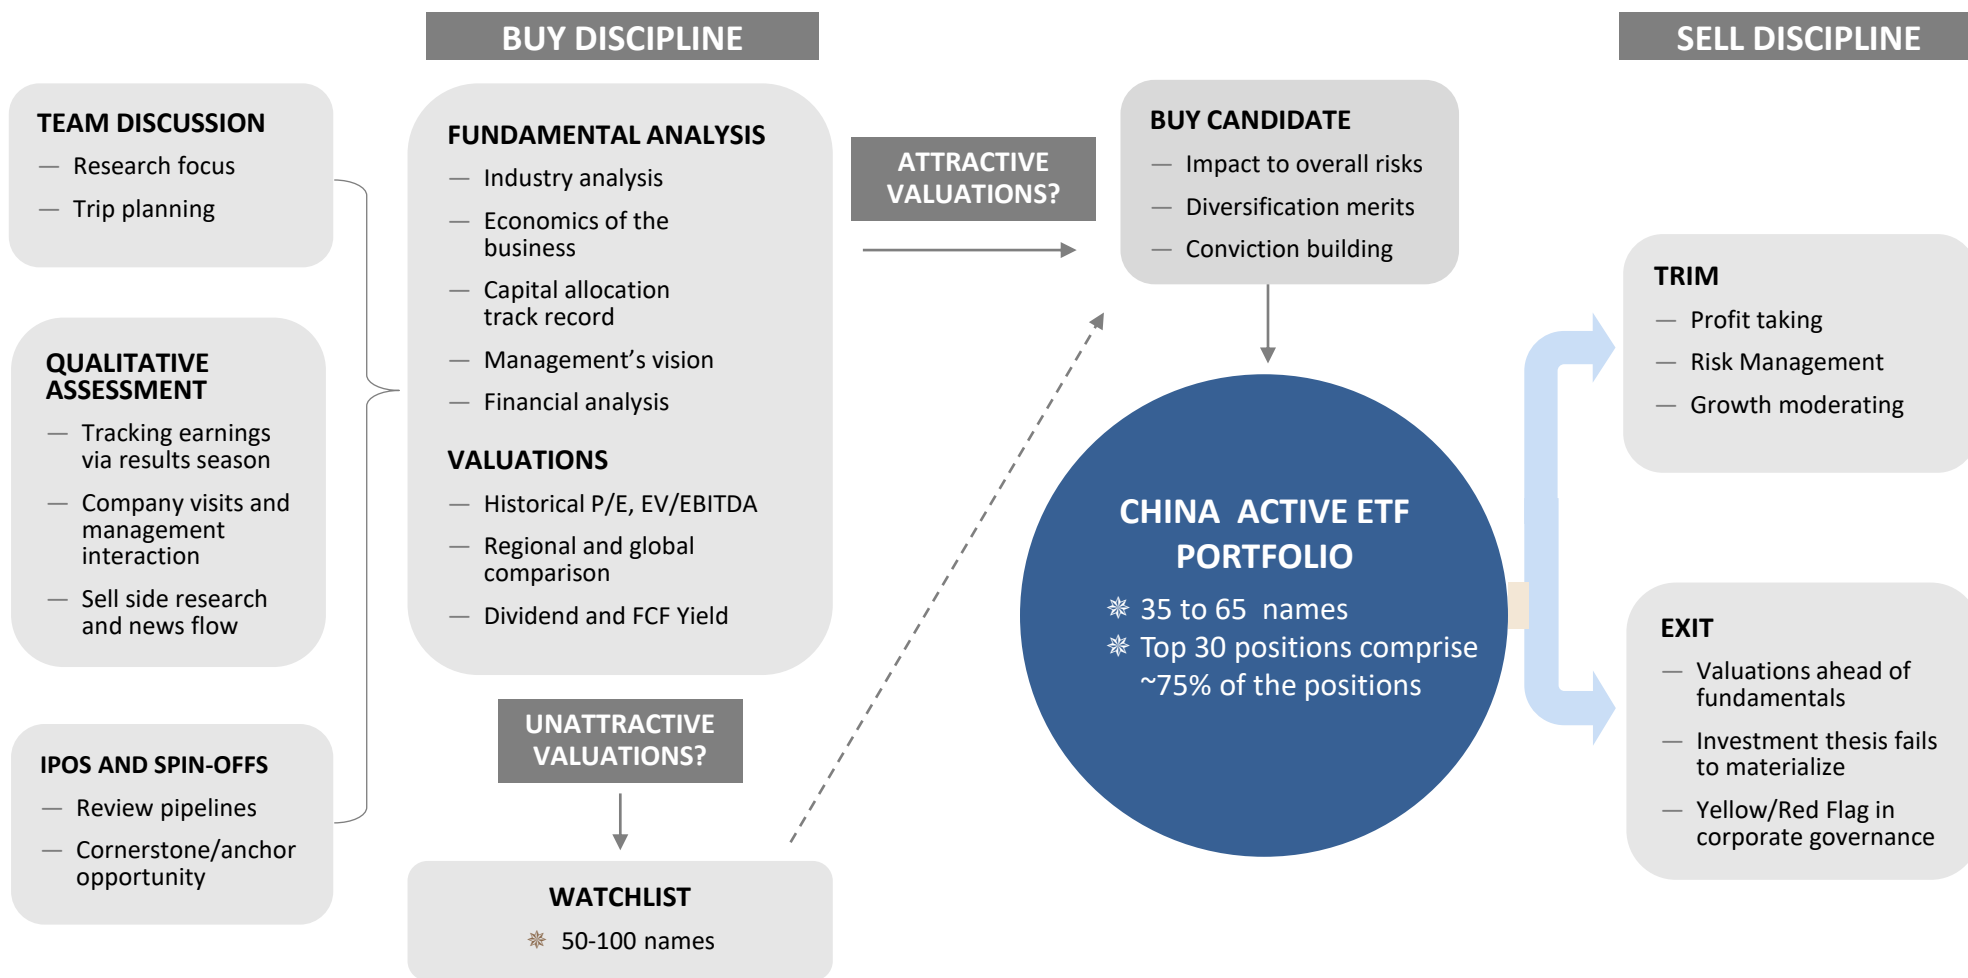 BUY DISCIPLINE
SELL DISCIPLINE
TEAM DISCUSSION
— Research focus
— Trip planning
QUALITATIVE
ASSESSMENT
— Tracking earnings
via results season
— Company visits and
management
interaction
— Sell side research
and news flow
IPOS AND SPIN-OFFS
— Review pipelines
— Cornerstone/anchor
opportunity
FUNDAMENTAL ANALYSIS
— Industry analysis
— Economics of the
business
— Capital allocation
track record
— Management’s vision
— Financial analysis
VALUATIONS
— Historical P/E, EV/EBITDA
— Regional and global
comparison
— Dividend and FCF Yield
UNATTRACTIVE
VALUATIONS?
WATCHLIST
✵ 50-100 names
ATTRACTIVE
VALUATIONS?
BUY CANDIDATE
— Impact to overall risks
— Diversification merits
— Conviction building
CHINA ACTIVE ETF
PORTFOLIO
✵ 35 to 65 names
✵ Top 30 positions comprise
~75% of the positions
TRIM
— Profit taking
— Risk Management
— Growth moderating
EXIT
— Valuations ahead of
fundamentals
— Investment thesis fails
to materialize
— Yellow/Red Flag in
corporate governance